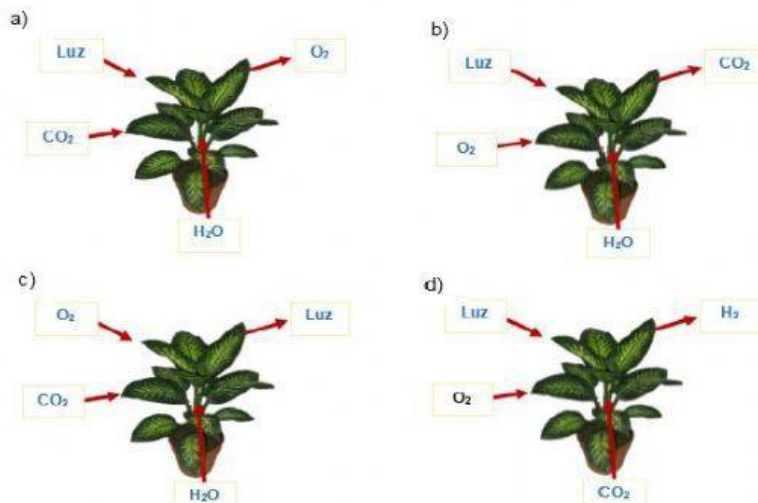 a)
Luz
O₂
CO₂
H₂O
b)
Luz
CO₂
O₂
H₂O
c)
O₂
Luz
CO₂
H₂O
d)
Luz
H₂
O₂
CO₂